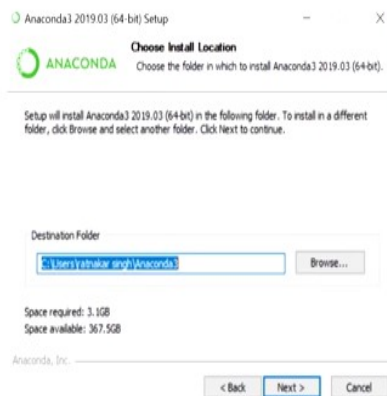 Anaconda3 2019.03 (64-bit) Setup
ANACONDA
Choose Install Location
Choose the folder in which to install Anaconda3 2019.03 (64-bit).
Setup will install Anaconda3 2019.03 (64-bit) in the following folder. To install in a different
folder, click Browse and select another folder. Click Next to continue.
Destination Folder
C:\Users\ratnakar singh\Anaconda3
Browse...
Space required: 3.1GB
Space available: 367.5GB
Anaconda, Inc.
< Back
Next >
Cancel